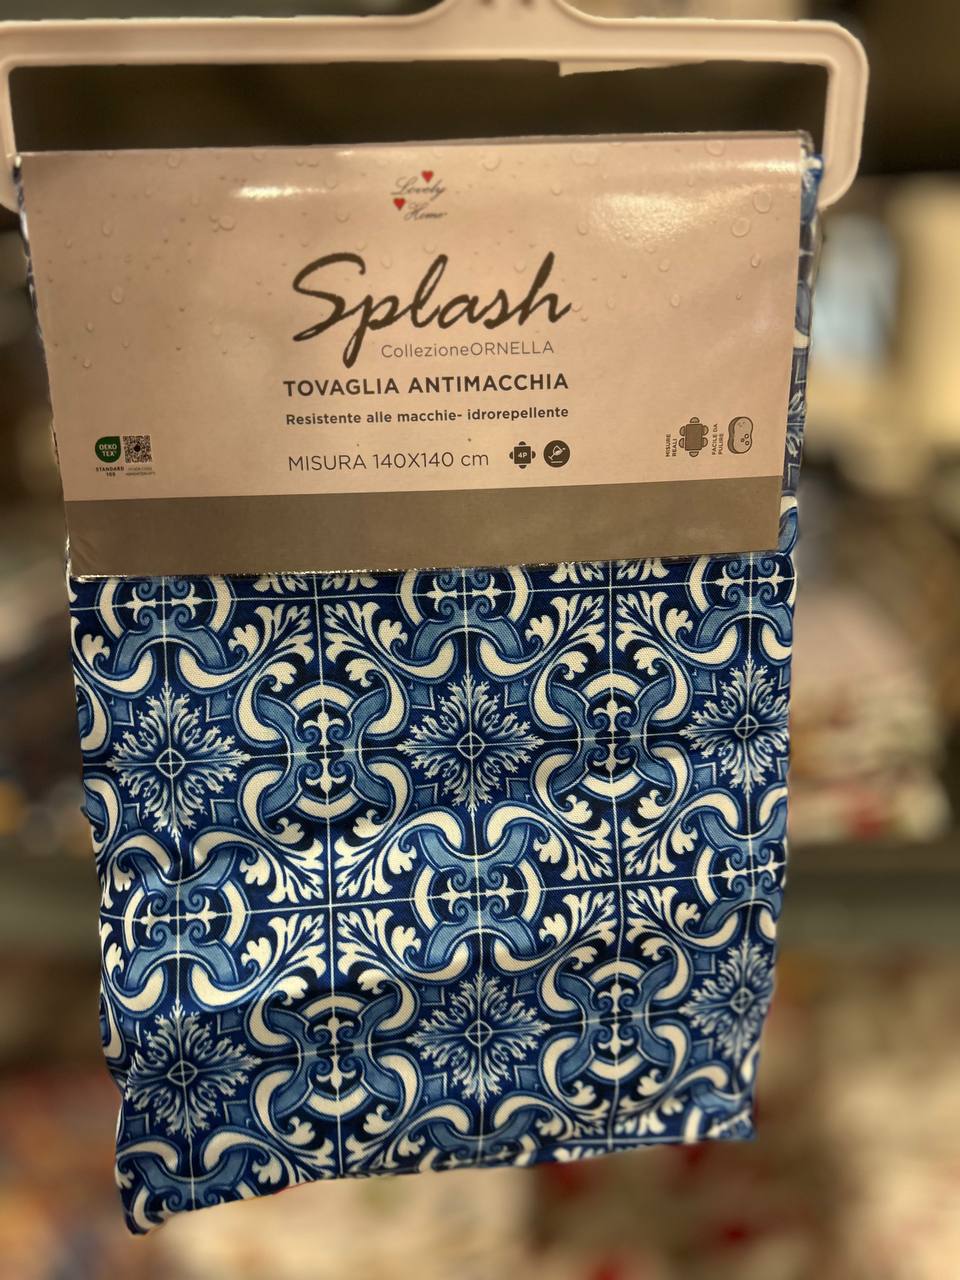 Lovely
Home
Splash
CollezioneORNELLA
TOVAGLIA ANTIMACCHIA
Resistente alle macchie- idrorepellente
MISURA 140X140 cm
4P
OEKO
TEX®
STANDARD
100
MISURE
REALI
FACILE DA
PULIRE